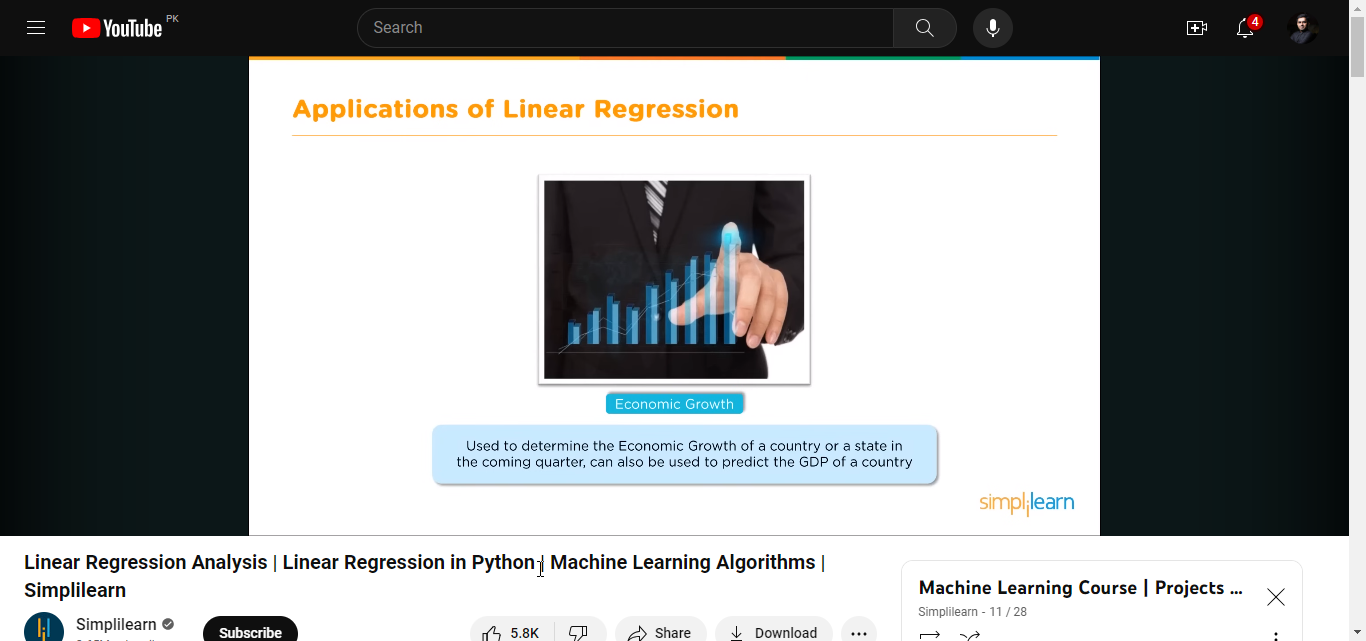 YouTube PK
Search
4
Applications of Linear Regression
Economic Growth
Used to determine the Economic Growth of a country or a state in
the coming quarter, can also be used to predict the GDP of a country
simplilearn
Linear Regression Analysis | Linear Regression in Python | Machine Learning Algorithms |
Simplilearn
Simplilearn
Subscribe
5.8K
Share
Download
Machine Learning Course | Projects ...
Simplilearn - 11 / 28